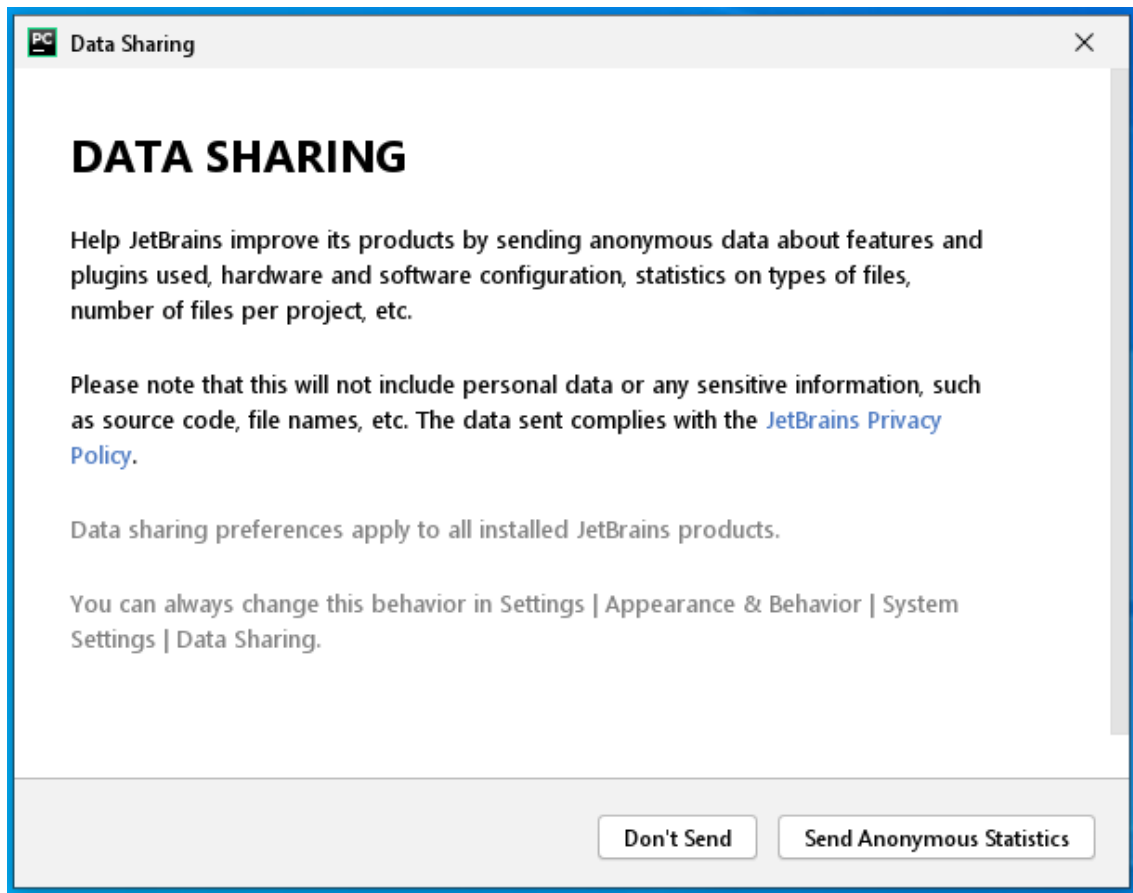 PC Data Sharing
DATA SHARING
Help JetBrains improve its products by sending anonymous data about features and
plugins used, hardware and software configuration, statistics on types of files,
number of files per project, etc.
Please note that this will not include personal data or any sensitive information, such
as source code, file names, etc. The data sent complies with the JetBrains Privacy
Policy.
Data sharing preferences apply to all installed JetBrains products.
You can always change this behavior in Settings | Appearance & Behavior | System
Settings | Data Sharing.
Don't Send Send Anonymous Statistics